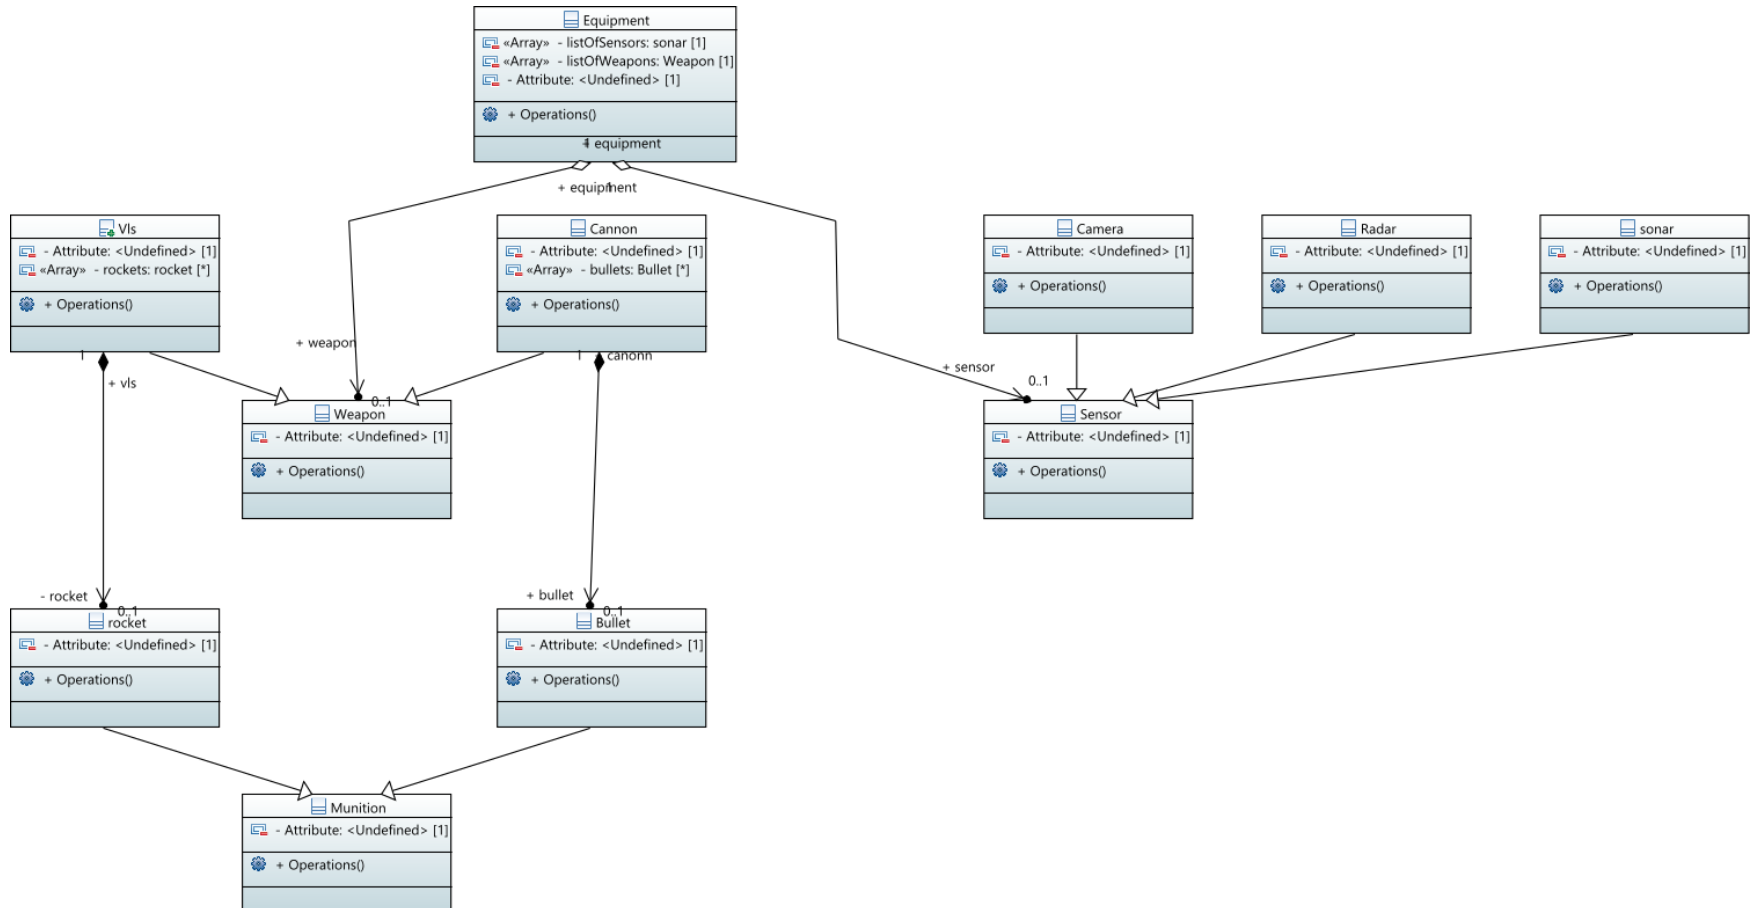 Equipment
«Array» - listOfSensors: sonar [1]
«Array» - listOfWeapons: Weapon [1]
- Attribute: <Undefined> [1]
+ Operations()
1
+ equipment
+ equipment
1
Vls
- Attribute: <Undefined> [1]
«Array» - rockets: rocket [*]
+ Operations()
Cannon
- Attribute: <Undefined> [1]
«Array» - bullets: Bullet [*]
+ Operations()
Camera
- Attribute: <Undefined> [1]
+ Operations()
Radar
- Attribute: <Undefined> [1]
+ Operations()
sonar
- Attribute: <Undefined> [1]
+ Operations()
1
+ vls
+ weapon
0..1
1
canonn
+ sensor
0..1
Weapon
- Attribute: <Undefined> [1]
+ Operations()
Sensor
- Attribute: <Undefined> [1]
+ Operations()
- rocket
0..1
+ bullet
0..1
rocket
- Attribute: <Undefined> [1]
+ Operations()
Bullet
- Attribute: <Undefined> [1]
+ Operations()
Munition
- Attribute: <Undefined> [1]
+ Operations()